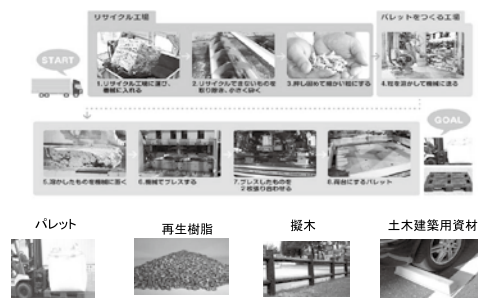 リサイクル工場
パレットをつくる工場
START
1.リサイクル工場に運び、
機械に入れる
2.リサイクルできないものを
取り除き、小さく砕く
3.押し固めて細かい粒にする
4.粒を溶かして機械に送る
GOAL
5.溶かしたものを機械に置く
6.機械でプレスする
7.プレスしたものを
2枚張り合わせる
8.荷台にするパレット
パレット
再生樹脂
擬木
土木建築用資材